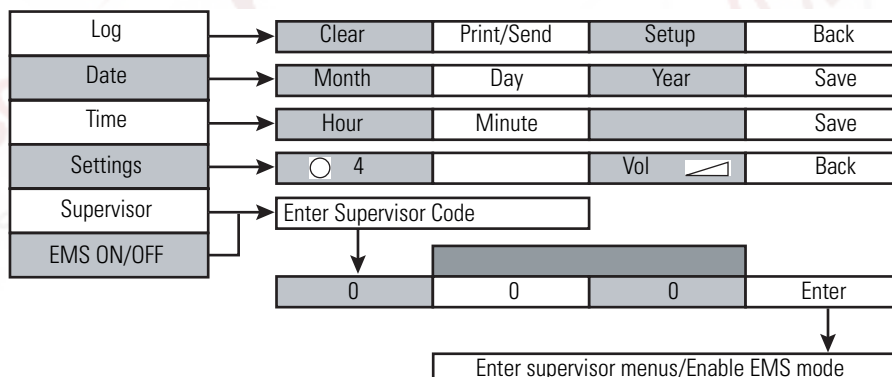 Log Clear Print/Send Setup Back
Date Month Day Year Save
Time Hour Minute Save
Settings 4 Vol Back
Supervisor Enter Supervisor Code
EMS ON/OFF
0 0 0 Enter
Enter supervisor menus/Enable EMS mode